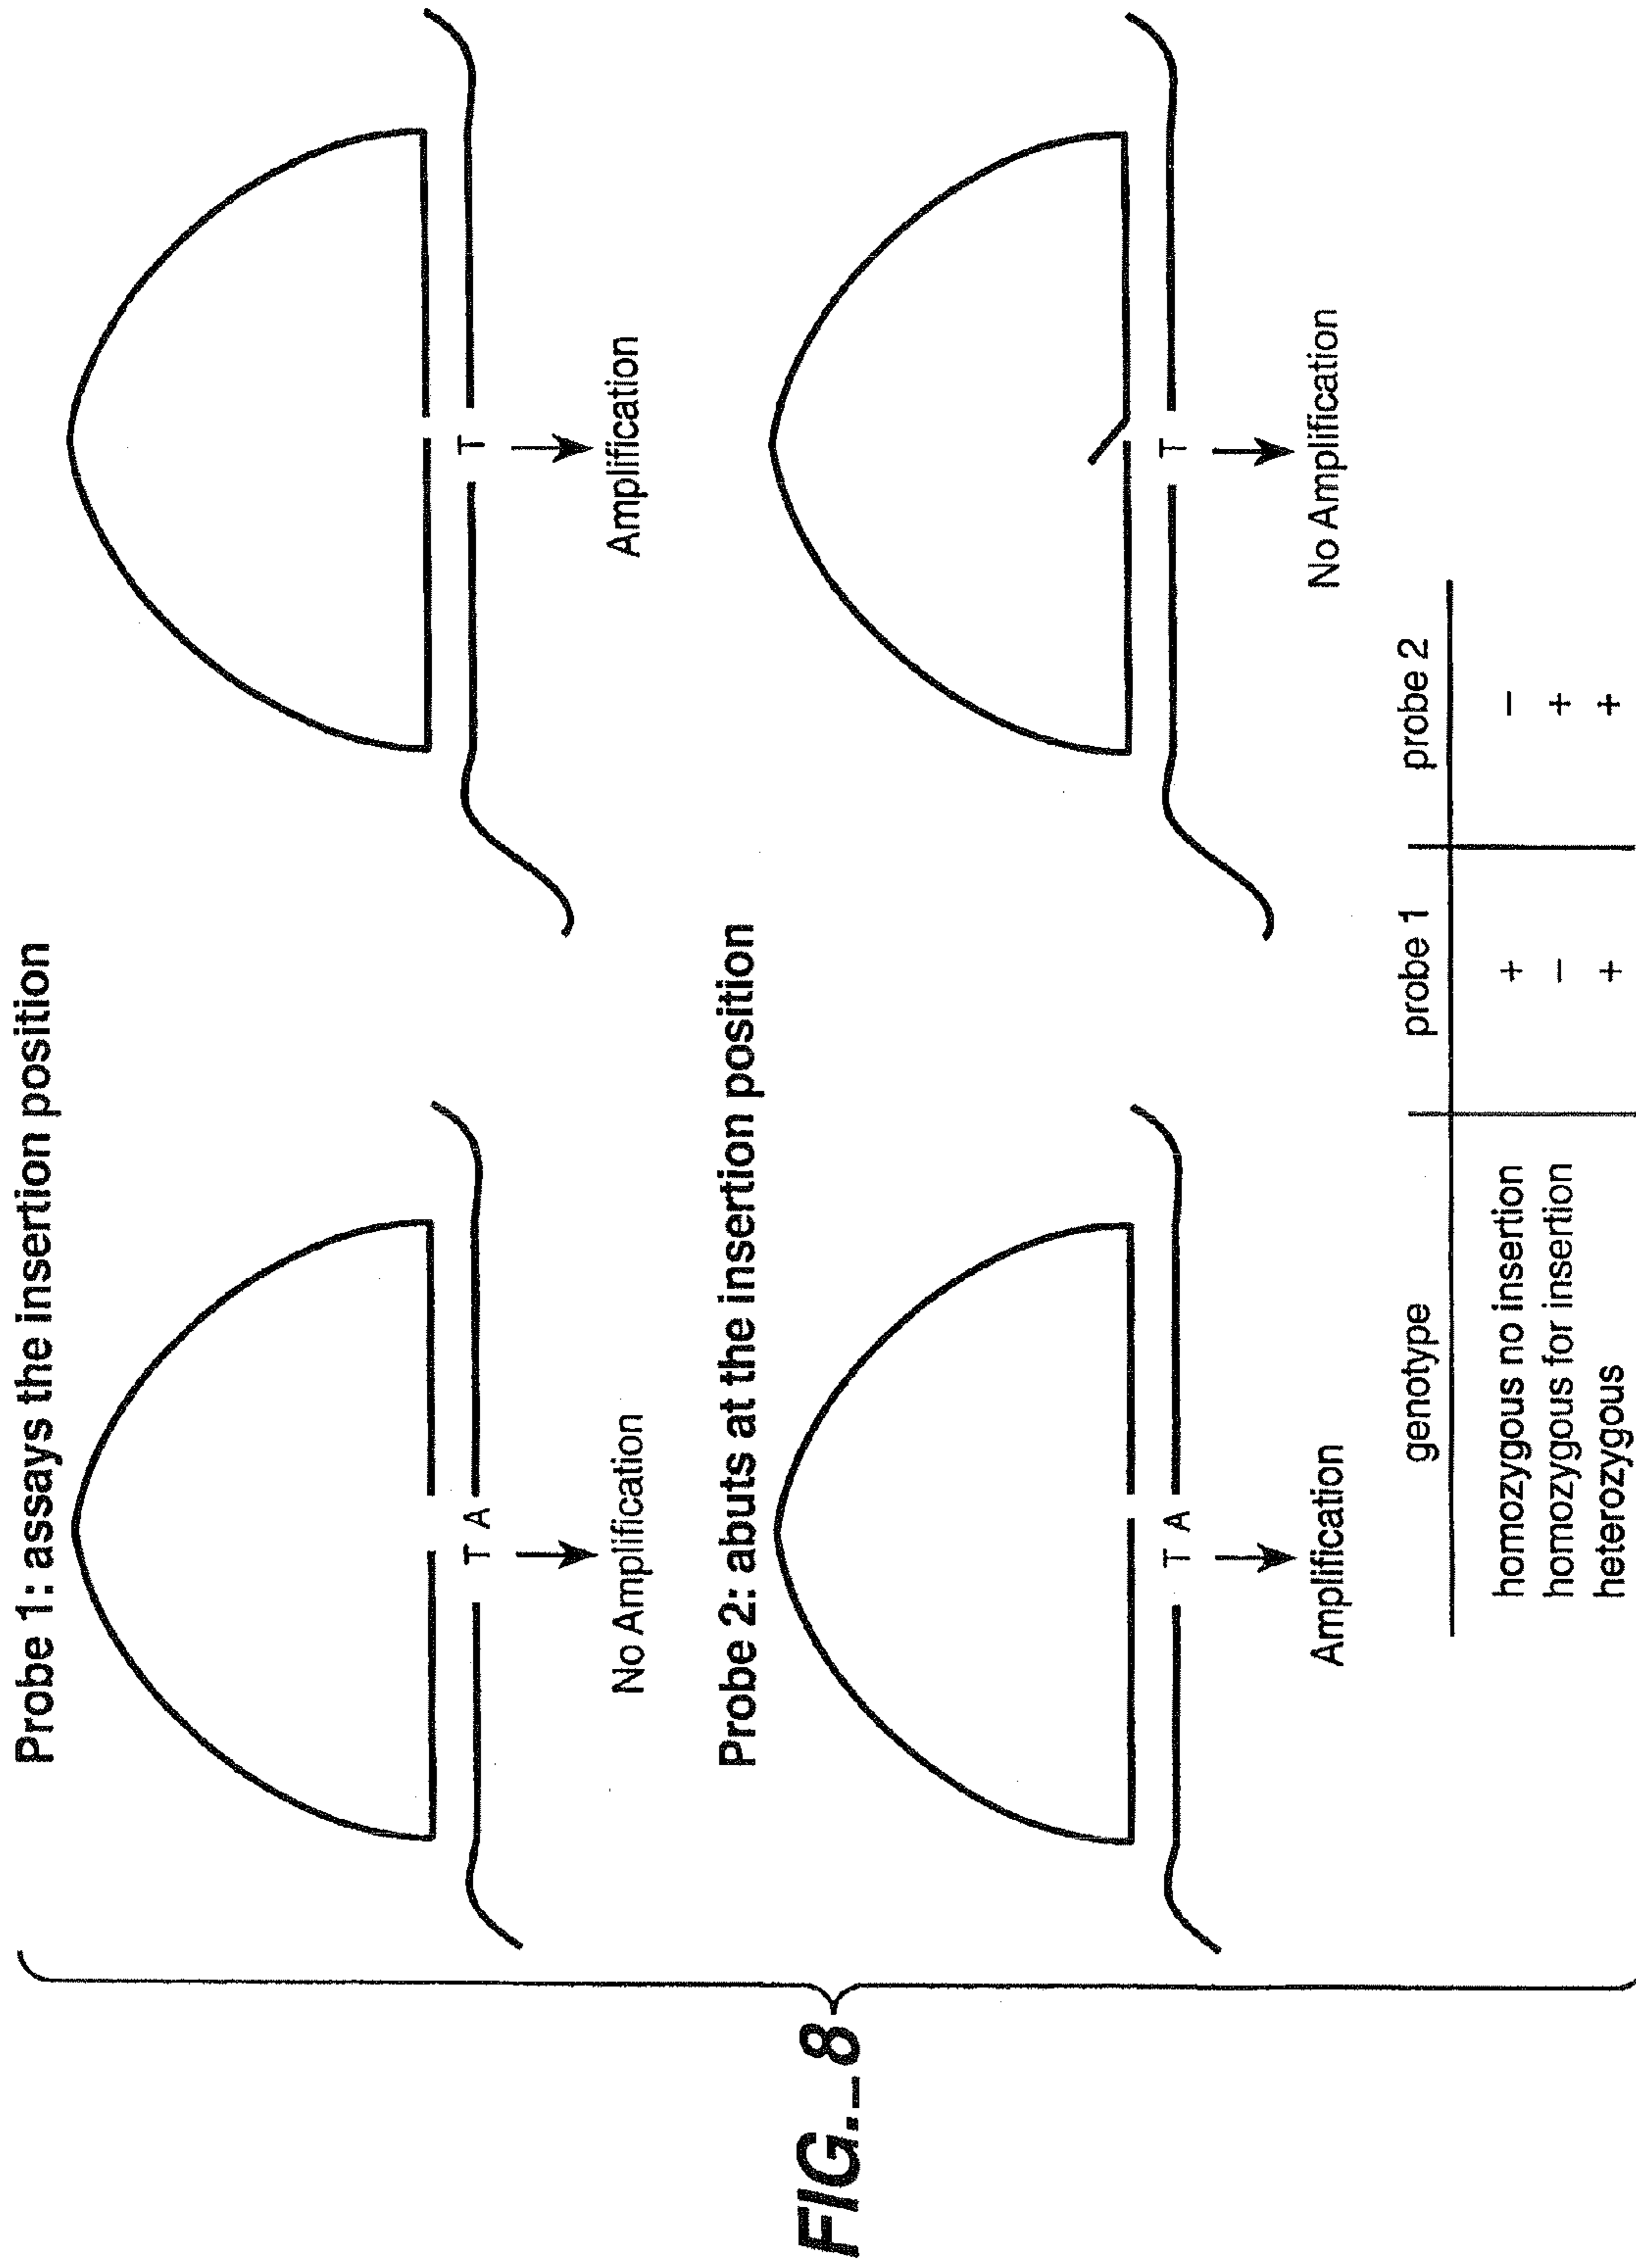 FIG._8
Probe 1: assays the insertion position
T A
No Amplification
T
Amplification
Probe 2: abuts at the insertion position
T A
Amplification
T
No Amplification
genotype probe 1 probe 2
homozygous no insertion + −
homozygous for insertion − +
heterozygous + +